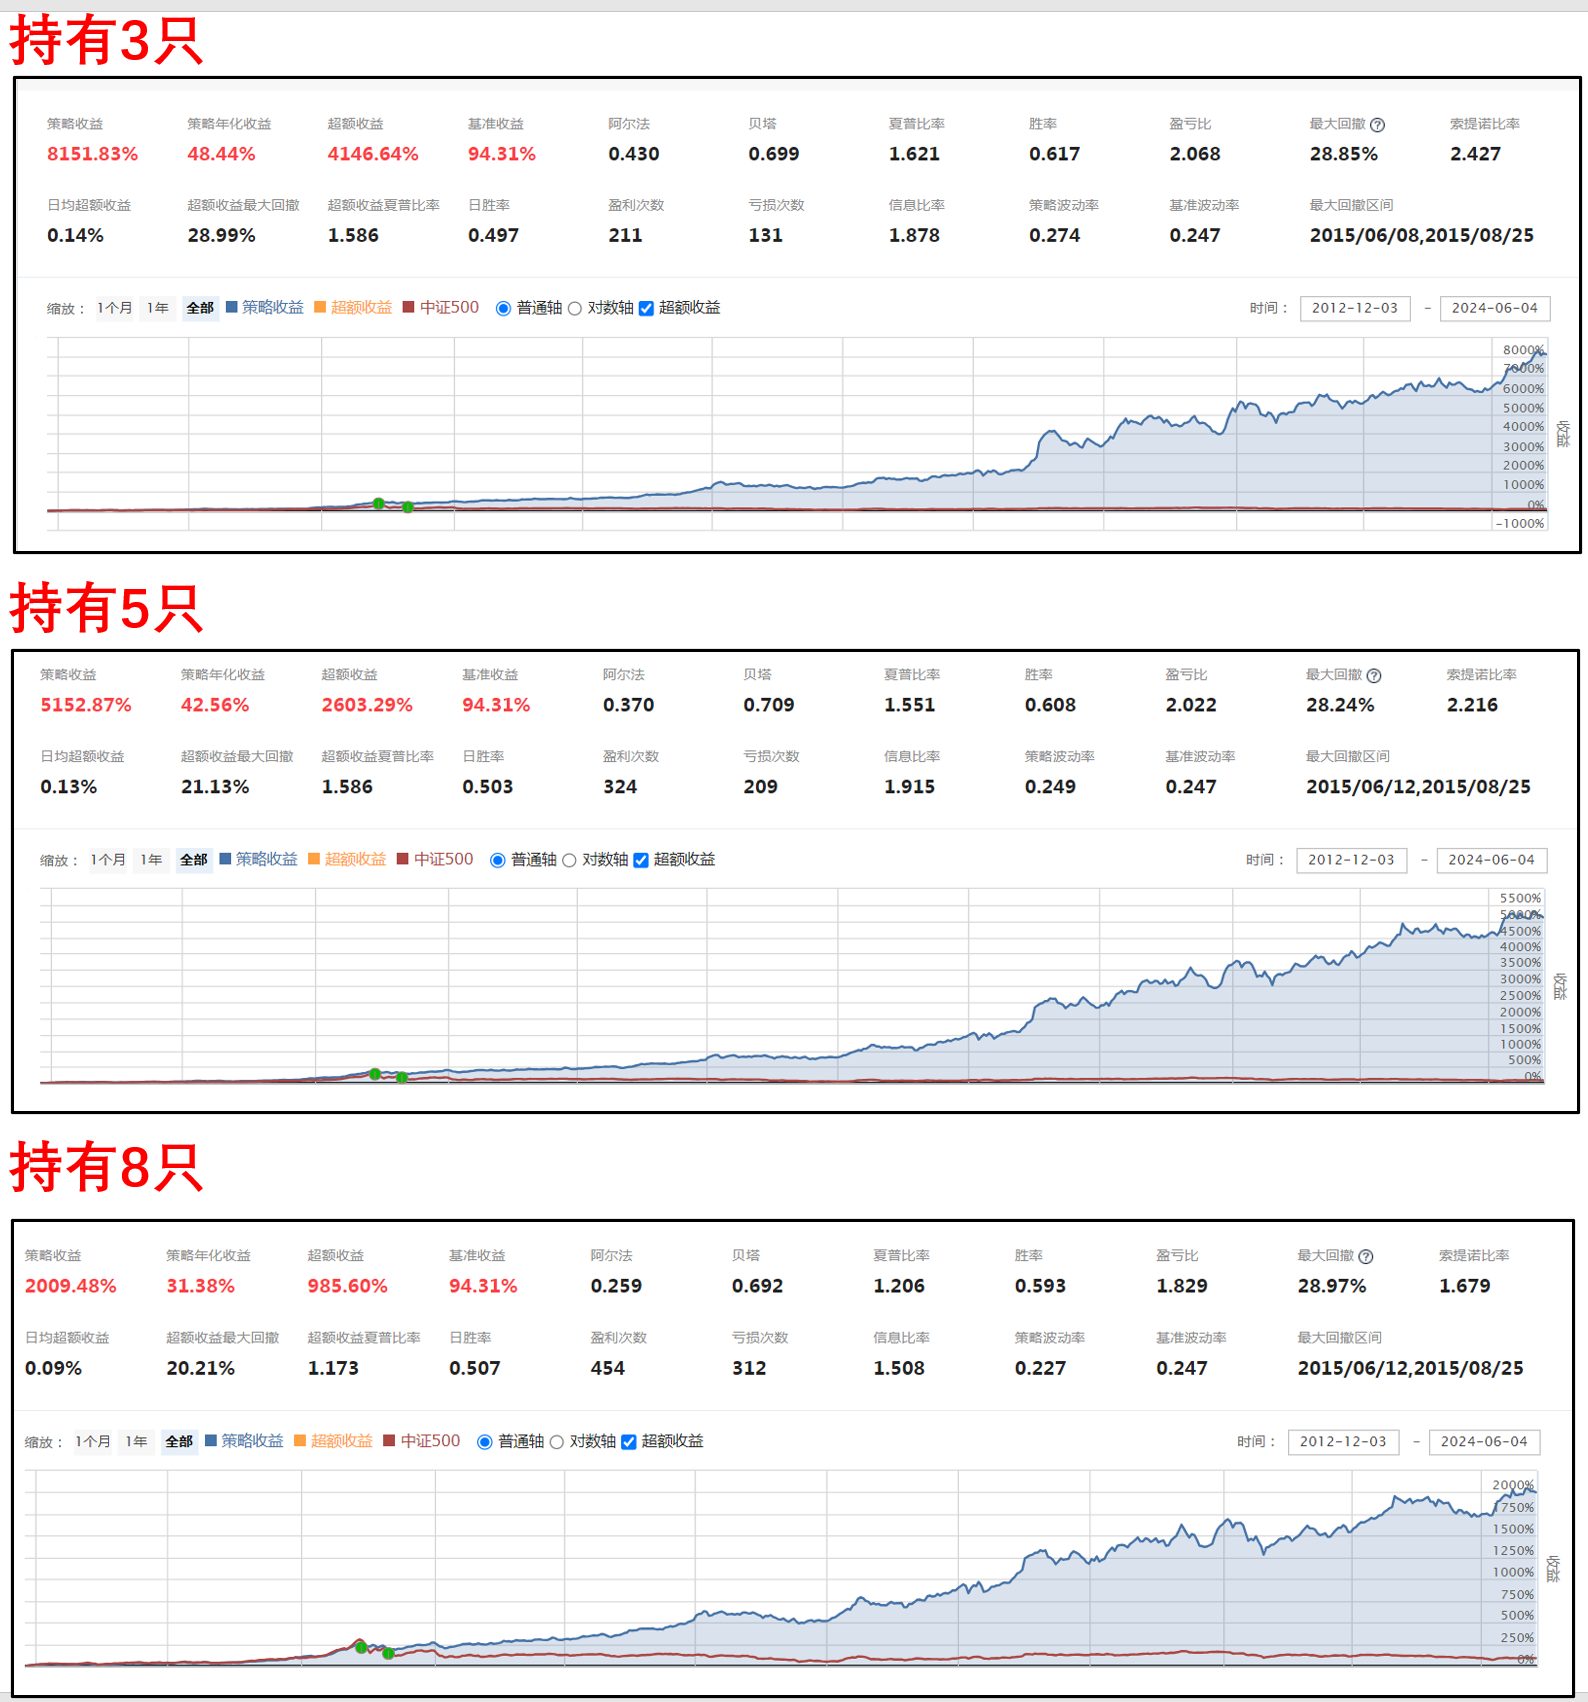 持有3只
策略收益 策略年化收益 超额收益 基准收益 阿尔法 贝塔 夏普比率 胜率 盈亏比 最大回撤 ? 索提诺比率
8151.83% 48.44% 4146.64% 94.31% 0.430 0.699 1.621 0.617 2.068 28.85% 2.427
日均超额收益 超额收益最大回撤 超额收益夏普比率 日胜率 盈利次数 亏损次数 信息比率 策略波动率 基准波动率 最大回撤区间
0.14% 28.99% 1.586 0.497 211 131 1.878 0.274 0.247 2015/06/08,2015/08/25
缩放： 1个月 1年 全部 策略收益 超额收益 中证500 普通轴 对数轴 超额收益 时间： 2012-12-03 - 2024-06-04
8000%
7000%
6000%
5000%
4000%
3000%
2000%
1000%
0%
-1000%
收益
持有5只
策略收益 策略年化收益 超额收益 基准收益 阿尔法 贝塔 夏普比率 胜率 盈亏比 最大回撤 ? 索提诺比率
5152.87% 42.56% 2603.29% 94.31% 0.370 0.709 1.551 0.608 2.022 28.24% 2.216
日均超额收益 超额收益最大回撤 超额收益夏普比率 日胜率 盈利次数 亏损次数 信息比率 策略波动率 基准波动率 最大回撤区间
0.13% 21.13% 1.586 0.503 324 209 1.915 0.249 0.247 2015/06/12,2015/08/25
缩放： 1个月 1年 全部 策略收益 超额收益 中证500 普通轴 对数轴 超额收益 时间： 2012-12-03 - 2024-06-04
5500%
5000%
4500%
4000%
3500%
3000%
2500%
2000%
1500%
1000%
500%
0%
收益
持有8只
策略收益 策略年化收益 超额收益 基准收益 阿尔法 贝塔 夏普比率 胜率 盈亏比 最大回撤 ? 索提诺比率
2009.48% 31.38% 985.60% 94.31% 0.259 0.692 1.206 0.593 1.829 28.97% 1.679
日均超额收益 超额收益最大回撤 超额收益夏普比率 日胜率 盈利次数 亏损次数 信息比率 策略波动率 基准波动率 最大回撤区间
0.09% 20.21% 1.173 0.507 454 312 1.508 0.227 0.247 2015/06/12,2015/08/25
缩放： 1个月 1年 全部 策略收益 超额收益 中证500 普通轴 对数轴 超额收益 时间： 2012-12-03 - 2024-06-04
2000%
1750%
1500%
1250%
1000%
750%
500%
250%
0%
收益